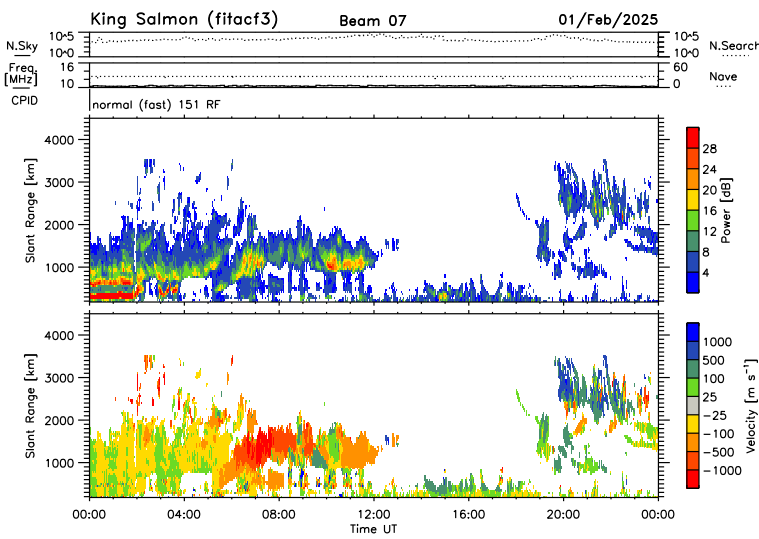 King Salmon (fitacf3) Beam 07 01/Feb/2025
N.Sky 10^5 10^0 10^5 10^0 N.Search
Freq. [MHz] 16 10 60 0 Nave
CPID normal (fast) 151 RF
Slant Range [km]
4000
3000
2000
1000
28
24
20
16
12
8
4
Power [dB]
Slant Range [km]
4000
3000
2000
1000
1000
500
100
25
-25
-100
-500
-1000
Velocity [m s⁻¹]
00:00 04:00 08:00 12:00 16:00 20:00 00:00
Time UT